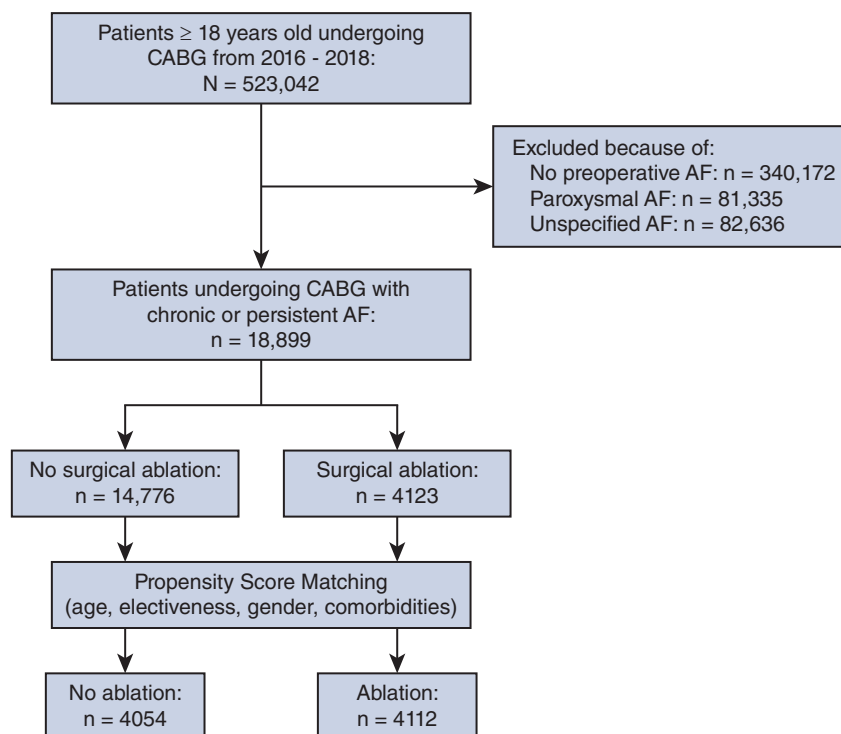 Patients ≥ 18 years old undergoing
CABG from 2016 - 2018:
N = 523,042
Excluded because of:
No preoperative AF: n = 340,172
Paroxysmal AF: n = 81,335
Unspecified AF: n = 82,636
Patients undergoing CABG with
chronic or persistent AF:
n = 18,899
No surgical ablation:
n = 14,776
Surgical ablation:
n = 4123
Propensity Score Matching
(age, electiveness, gender, comorbidities)
No ablation:
n = 4054
Ablation:
n = 4112